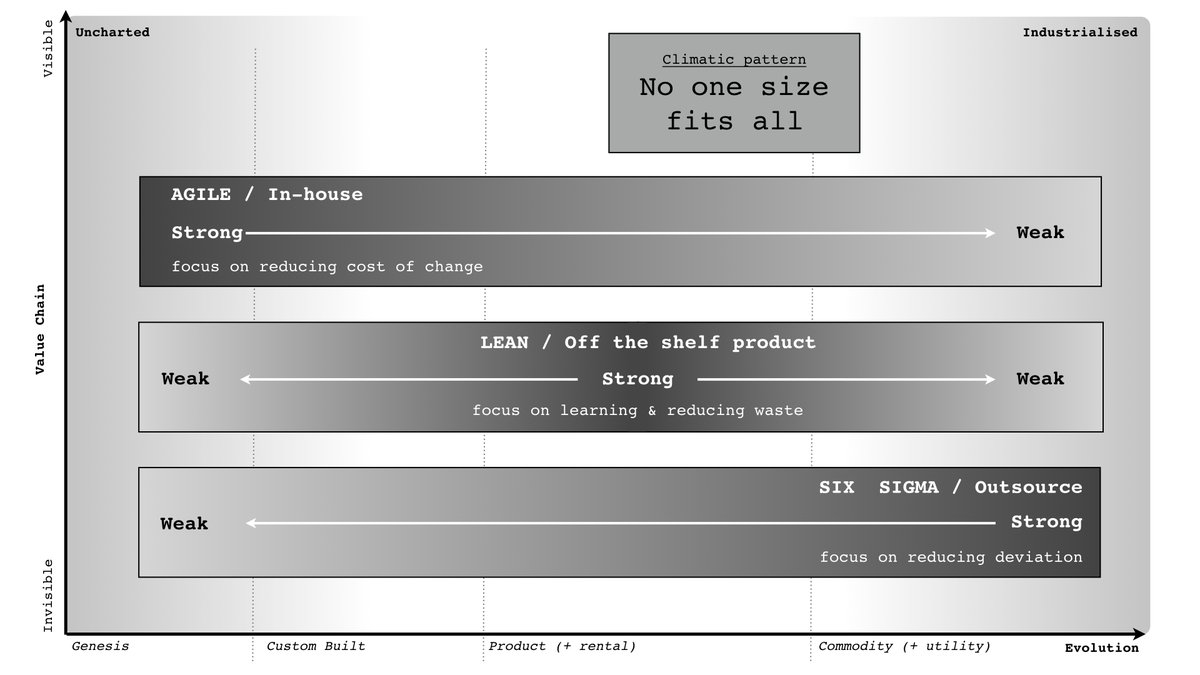 Visible
Uncharted
Industrialised
Climatic pattern
No one size
fits all
AGILE / In-house
Strong
Weak
focus on reducing cost of change
Value Chain
LEAN / Off the shelf product
Weak
Strong
Weak
focus on learning & reducing waste
SIX SIGMA / Outsource
Weak
Strong
focus on reducing deviation
Invisible
Genesis
Custom Built
Product (+ rental)
Commodity (+ utility)
Evolution